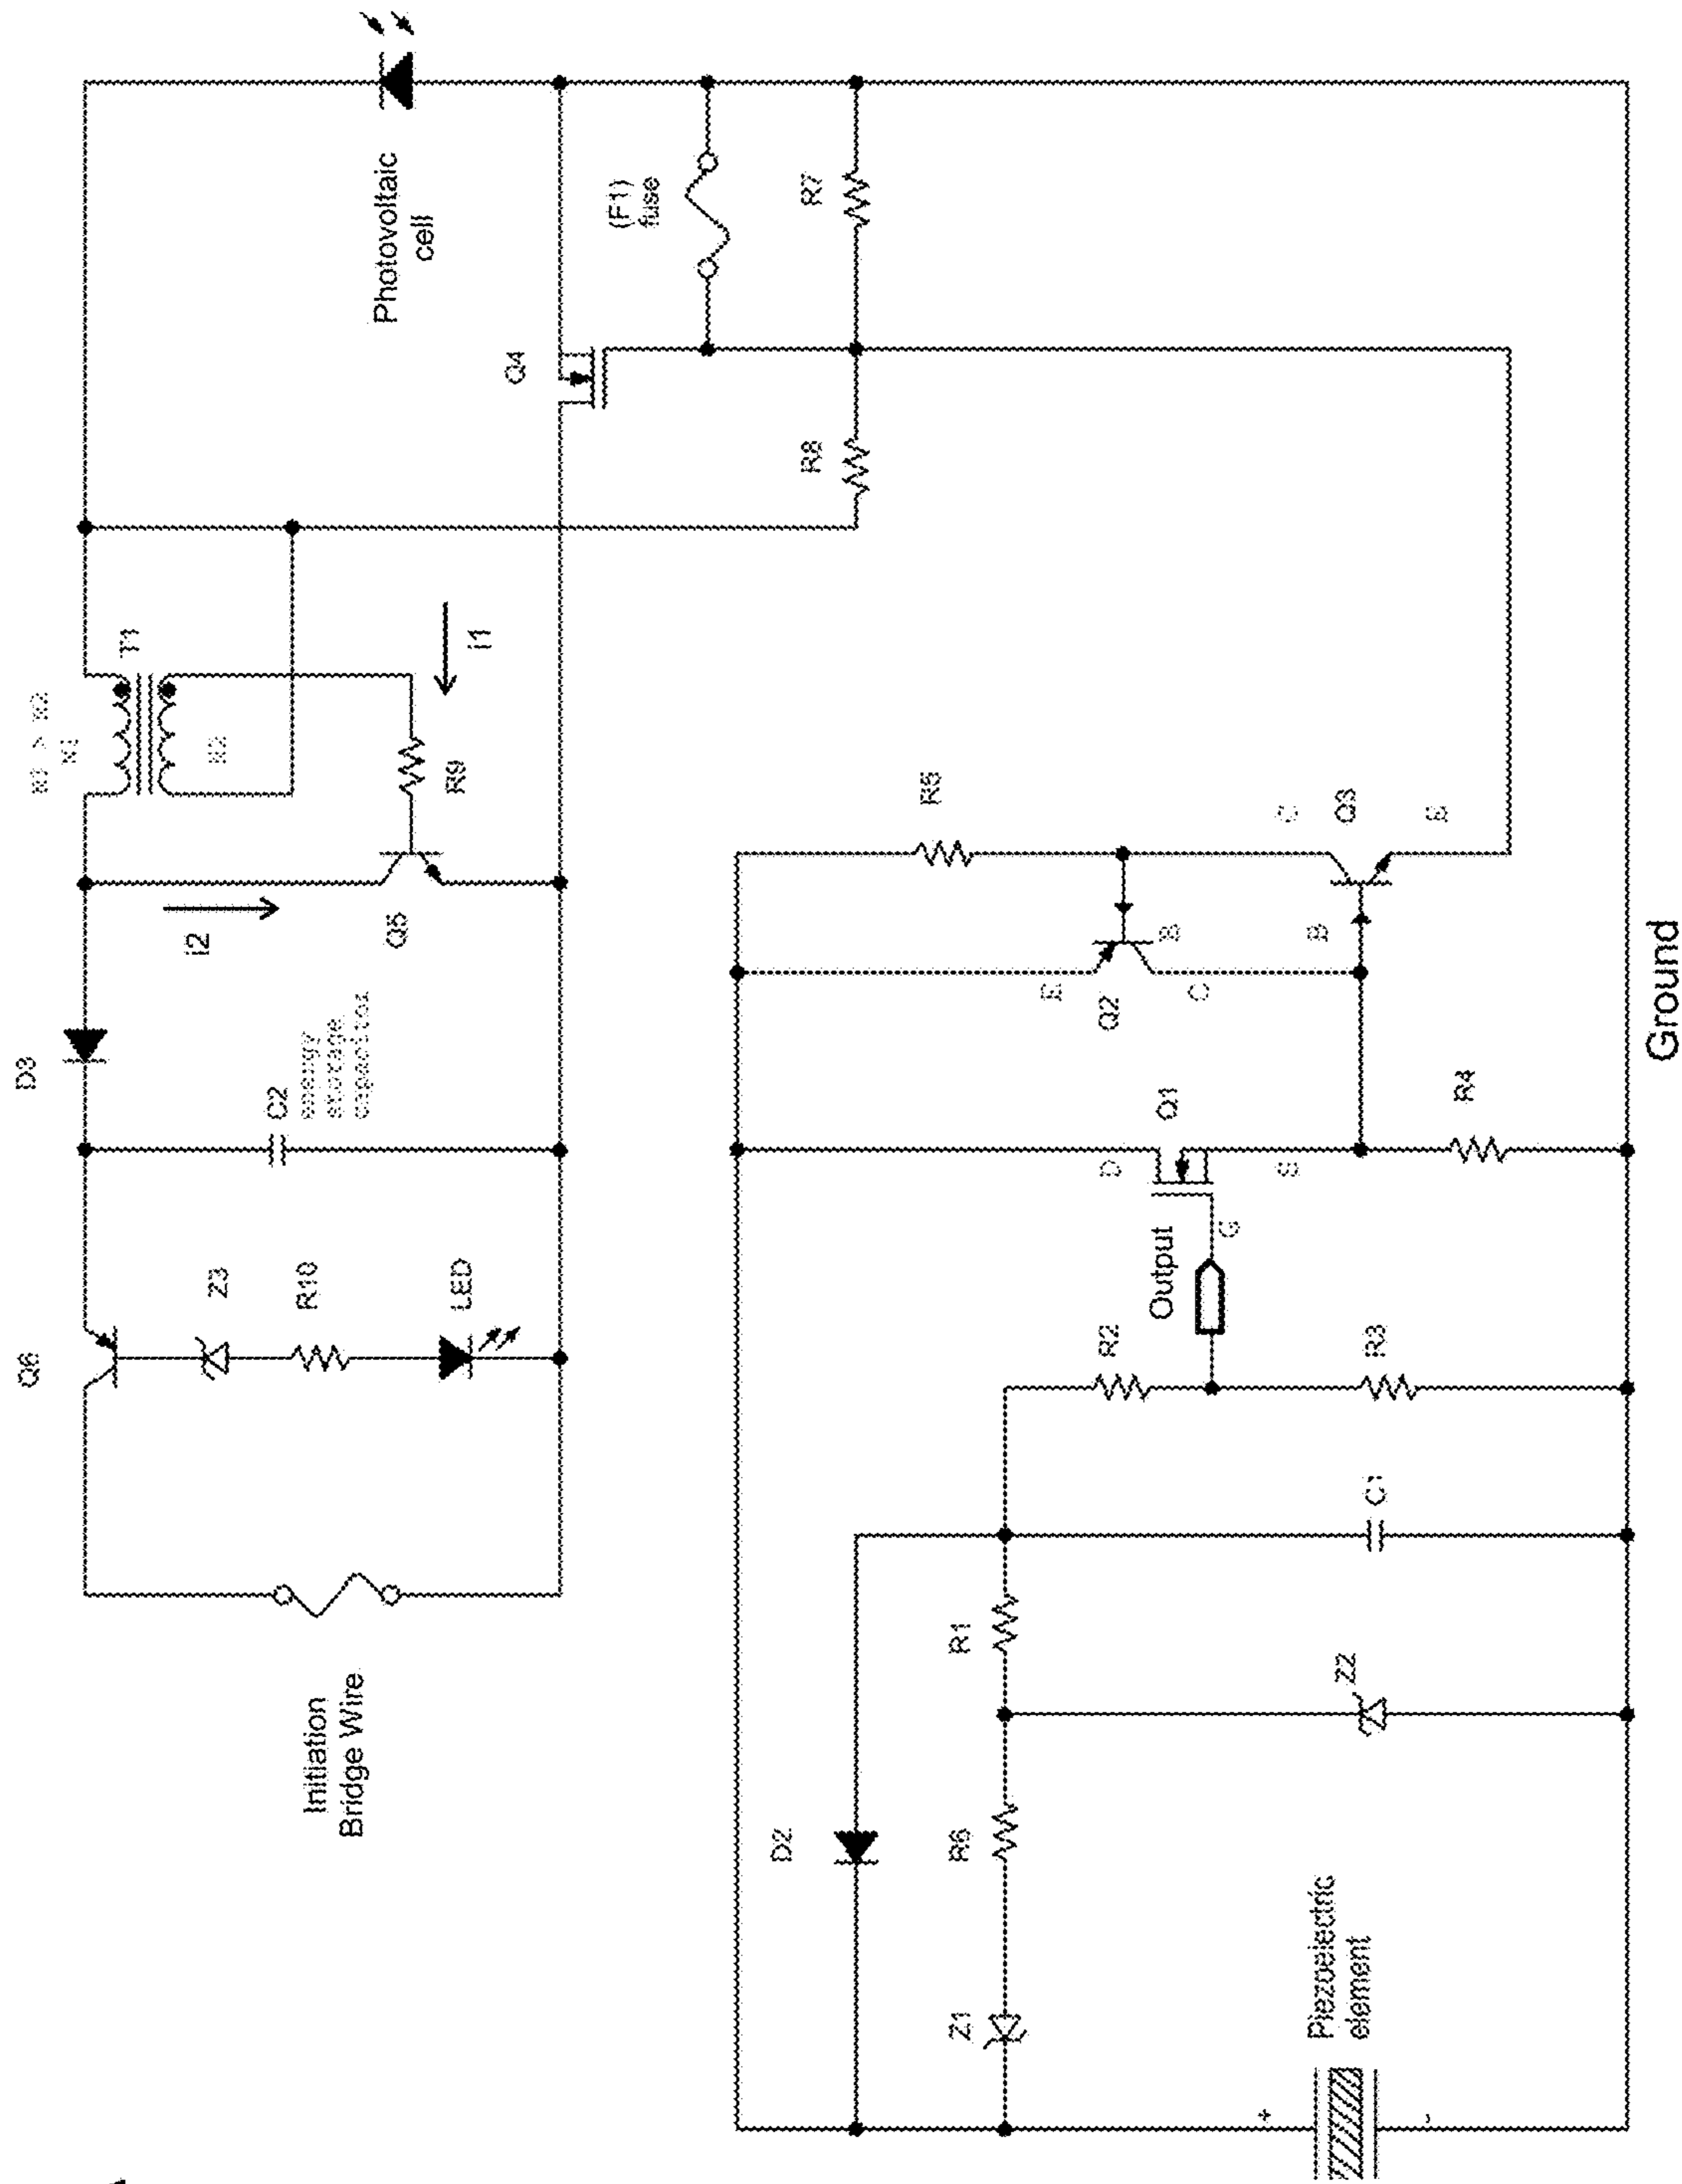 Photovoltaic
cell
(F1)
fuse
R7
Q4
R8
T1
N1 > N2
N1
N2
i1
R9
i2
Q5
D3
C2
energy
storage
capacitor
Q6
Z3
R10
LED
Initiation
Bridge Wire
R5
C
Q3
E
B
B
E
Q2
C
Q1
D
S
R4
G
Output
R2
R3
C1
R1
Z2
D2
R6
Z1
Piezoelectric
element
+
-
Ground